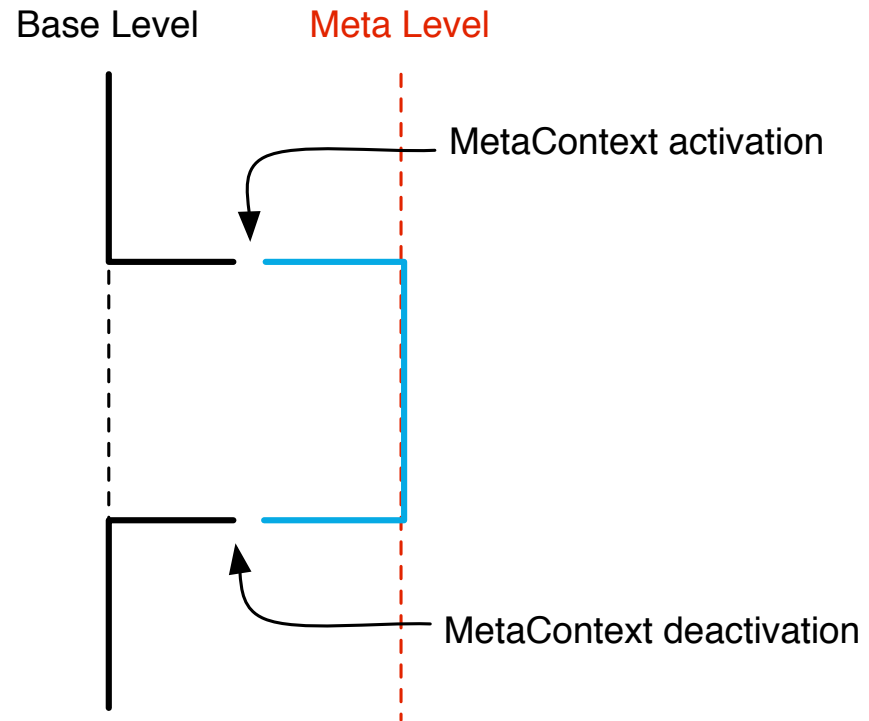 Base Level
Meta Level
MetaContext activation
MetaContext deactivation